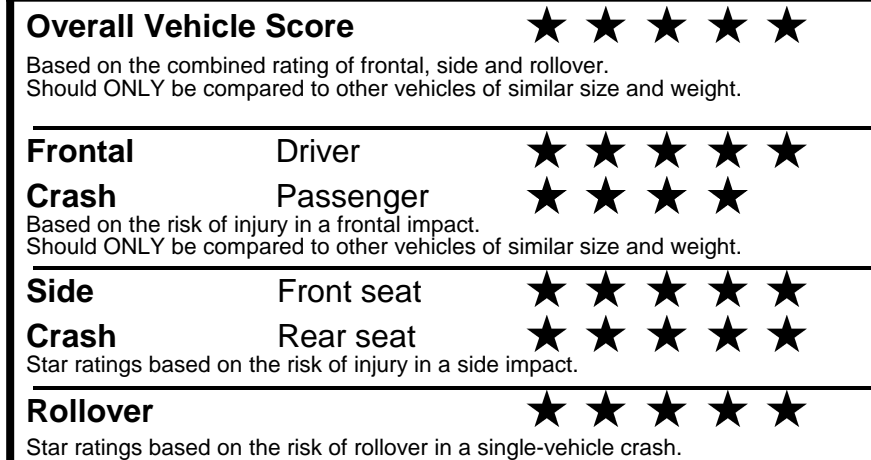 Overall Vehicle Score ★ ★ ★ ★ ★
Based on the combined rating of frontal, side and rollover.
Should ONLY be compared to other vehicles of similar size and weight.
Frontal Driver ★ ★ ★ ★ ★
Crash Passenger ★ ★ ★ ★
Based on the risk of injury in a frontal impact.
Should ONLY be compared to other vehicles of similar size and weight.
Side Front seat ★ ★ ★ ★ ★
Crash Rear seat ★ ★ ★ ★ ★
Star ratings based on the risk of injury in a side impact.
Rollover ★ ★ ★ ★ ★
Star ratings based on the risk of rollover in a single-vehicle crash.